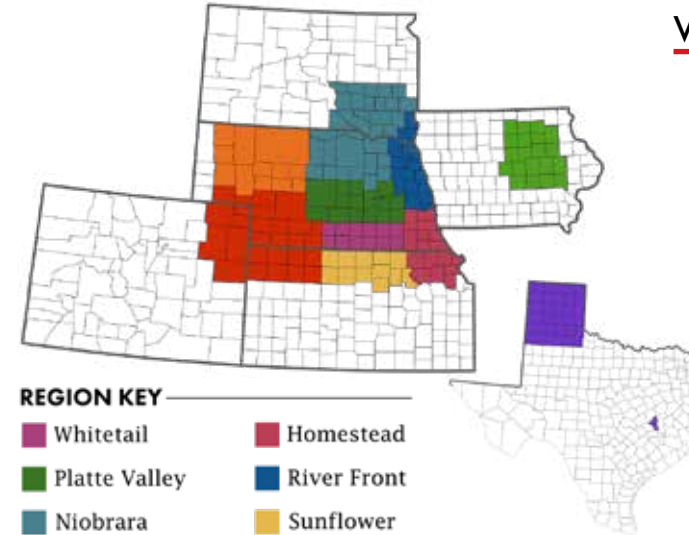 V
REGION KEY
Whitetail
Homestead
Platte Valley
River Front
Niobrara
Sunflower